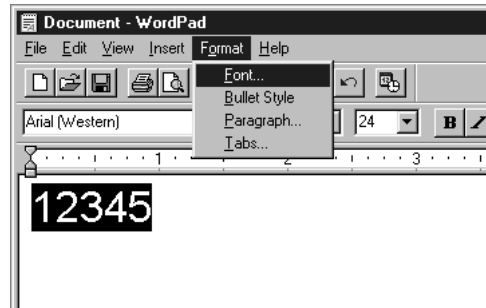 Document - WordPad
File Edit View Insert Format Help
Font...
Bullet Style
Arial (Western) Paragraph... 24 B I
Tabs...
1 2 3
12345